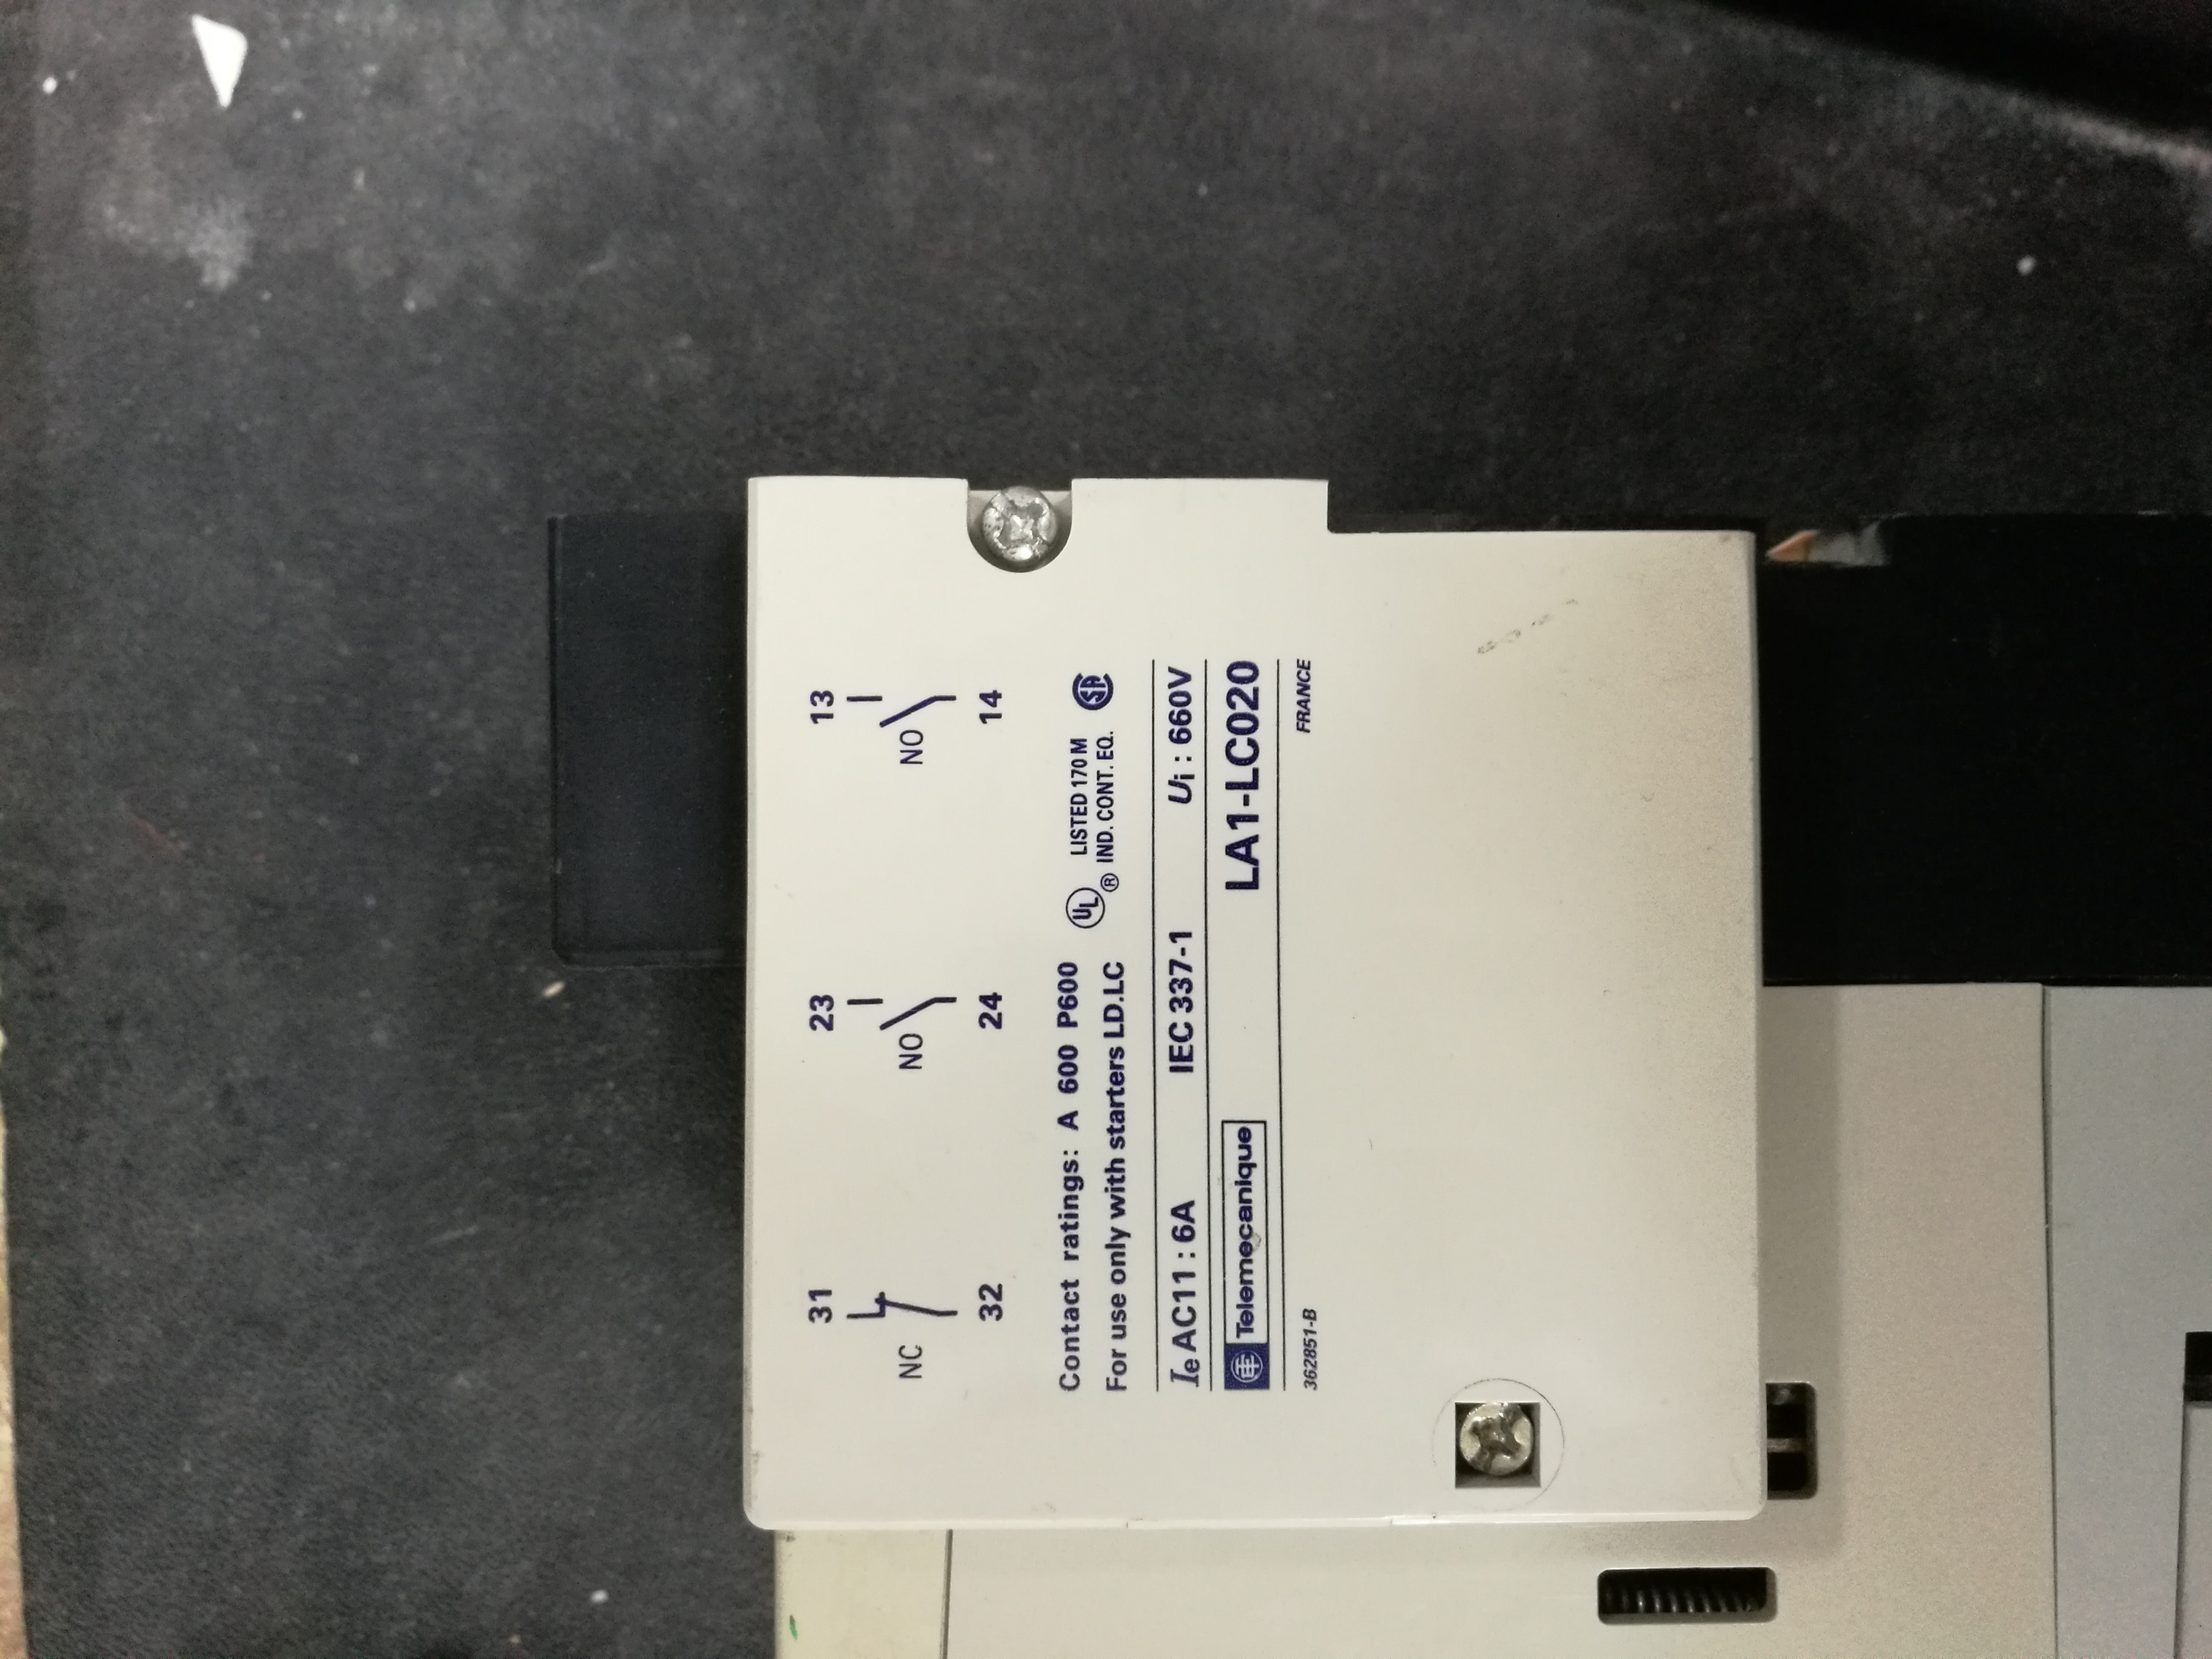 31 23 13
NC NO NO
32 24 14
Contact ratings: A 600 P600 UL LISTED 170 M
For use only with starters LD.LC ® IND. CONT. EQ. SA
Ie AC11 : 6A IEC 337-1 Ui : 660V
Telemecanique LA1-LC020
362851-B FRANCE